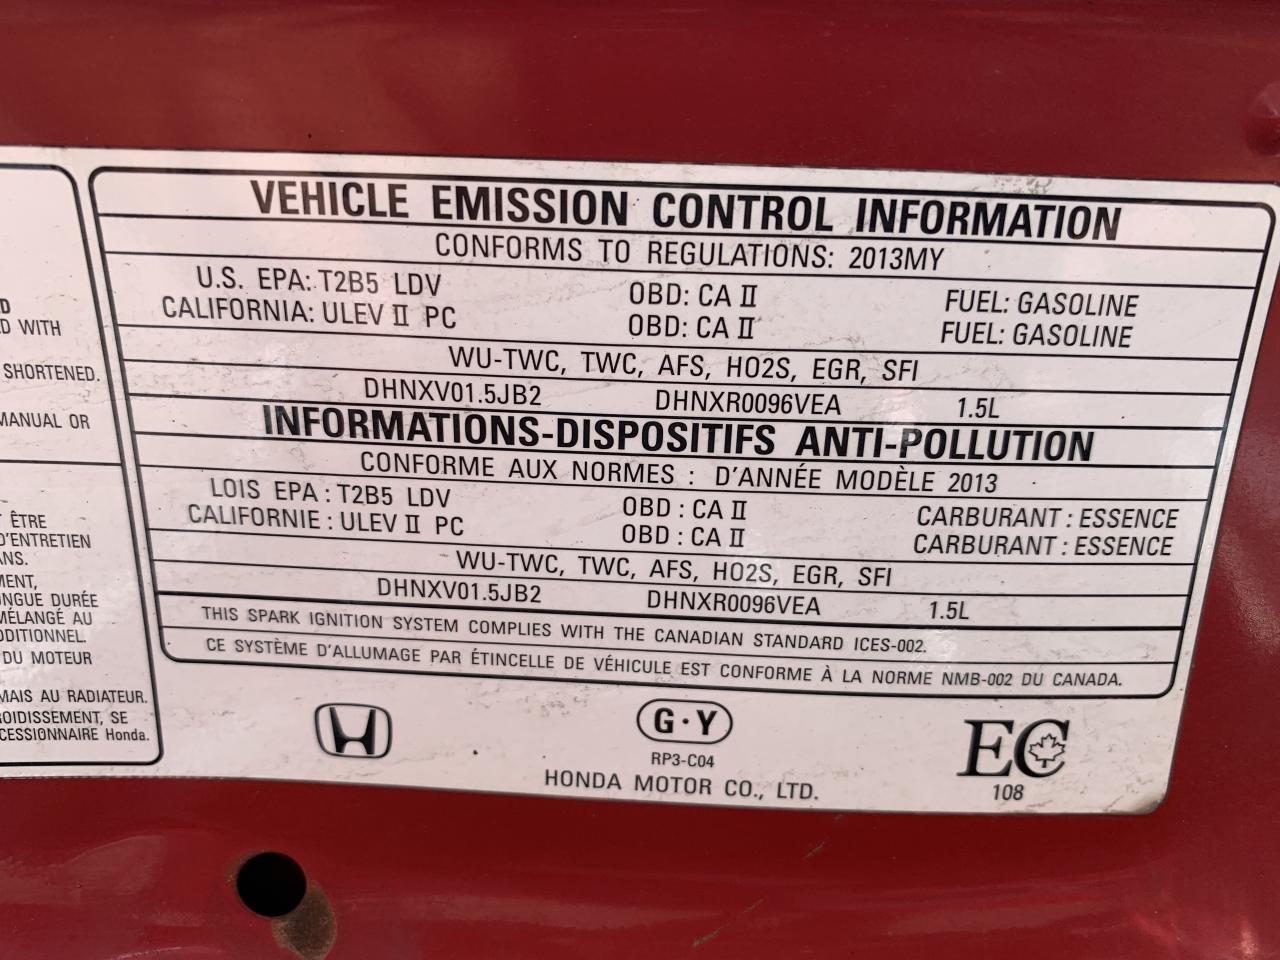 D
D WITH
SHORTENED.
MANUAL OR
ÊTRE
D'ENTRETIEN
ANS.
MENT,
NGUE DURÉE
MÉLANGÉ AU
DDITIONNEL.
DU MOTEUR
MAIS AU RADIATEUR.
ROIDISSEMENT, SE
CESSIONNAIRE Honda.
VEHICLE EMISSION CONTROL INFORMATION
CONFORMS TO REGULATIONS: 2013MY
U.S. EPA: T2B5 LDV OBD: CA II FUEL: GASOLINE
CALIFORNIA: ULEV II PC OBD: CA II FUEL: GASOLINE
WU-TWC, TWC, AFS, HO2S, EGR, SFI
DHNXV01.5JB2 DHNXR0096VEA 1.5L
INFORMATIONS-DISPOSITIFS ANTI-POLLUTION
CONFORME AUX NORMES : D'ANNÉE MODÈLE 2013
LOIS EPA : T2B5 LDV OBD : CA II CARBURANT : ESSENCE
CALIFORNIE : ULEV II PC OBD : CA II CARBURANT : ESSENCE
WU-TWC, TWC, AFS, HO2S, EGR, SFI
DHNXV01.5JB2 DHNXR0096VEA 1.5L
THIS SPARK IGNITION SYSTEM COMPLIES WITH THE CANADIAN STANDARD ICES-002.
CE SYSTÈME D'ALLUMAGE PAR ÉTINCELLE DE VÉHICULE EST CONFORME À LA NORME NMB-002 DU CANADA.
G·Y
RP3-C04
HONDA MOTOR CO., LTD.
EC
108